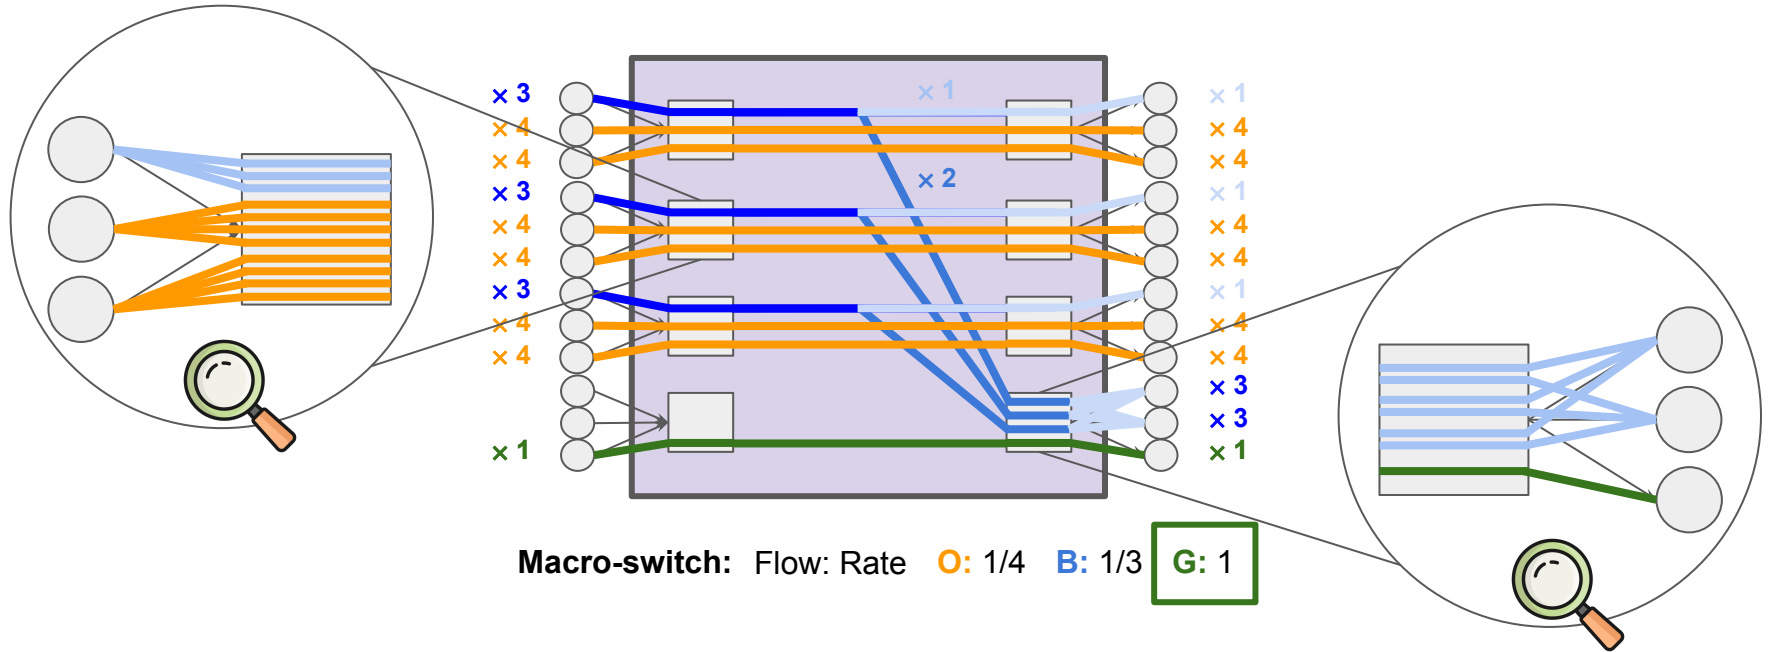 × 3 × 1 × 1
× 4 × 4
× 4 × 4
× 2
× 3 × 1
× 4 × 4
× 4 × 4
× 3 × 1
× 4 × 4
× 4 × 4
× 3
× 3
× 1 × 1
Macro-switch: Flow: Rate O: 1/4 B: 1/3 G: 1